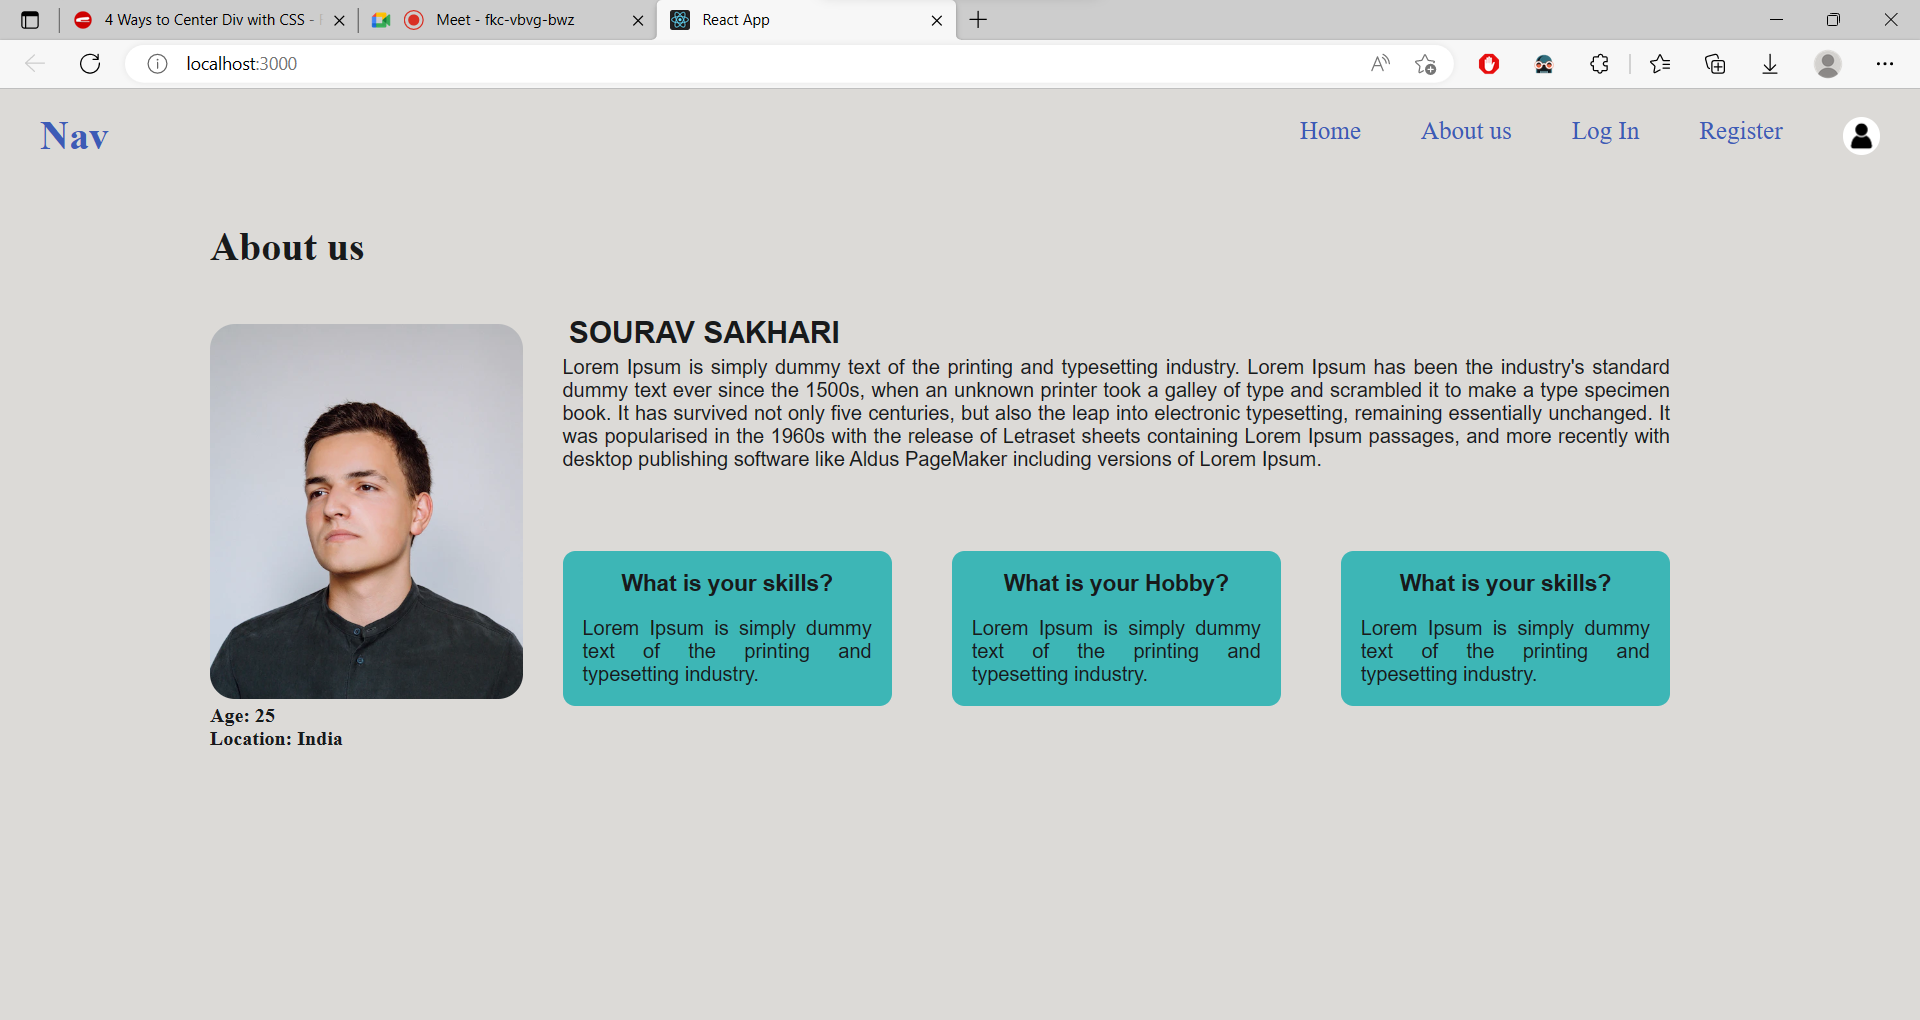 4 Ways to Center Div with CSS -
Meet - fkc-vbvg-bwz
React App
localhost:3000
Nav
Home
About us
Log In
Register
About us
SOURAV SAKHARI
Lorem Ipsum is simply dummy text of the printing and typesetting industry. Lorem Ipsum has been the industry's standard
dummy text ever since the 1500s, when an unknown printer took a galley of type and scrambled it to make a type specimen
book. It has survived not only five centuries, but also the leap into electronic typesetting, remaining essentially unchanged. It
was popularised in the 1960s with the release of Letraset sheets containing Lorem Ipsum passages, and more recently with
desktop publishing software like Aldus PageMaker including versions of Lorem Ipsum.
What is your skills?
Lorem Ipsum is simply dummy
text of the printing and
typesetting industry.
What is your Hobby?
Lorem Ipsum is simply dummy
text of the printing and
typesetting industry.
What is your skills?
Lorem Ipsum is simply dummy
text of the printing and
typesetting industry.
Age: 25
Location: India